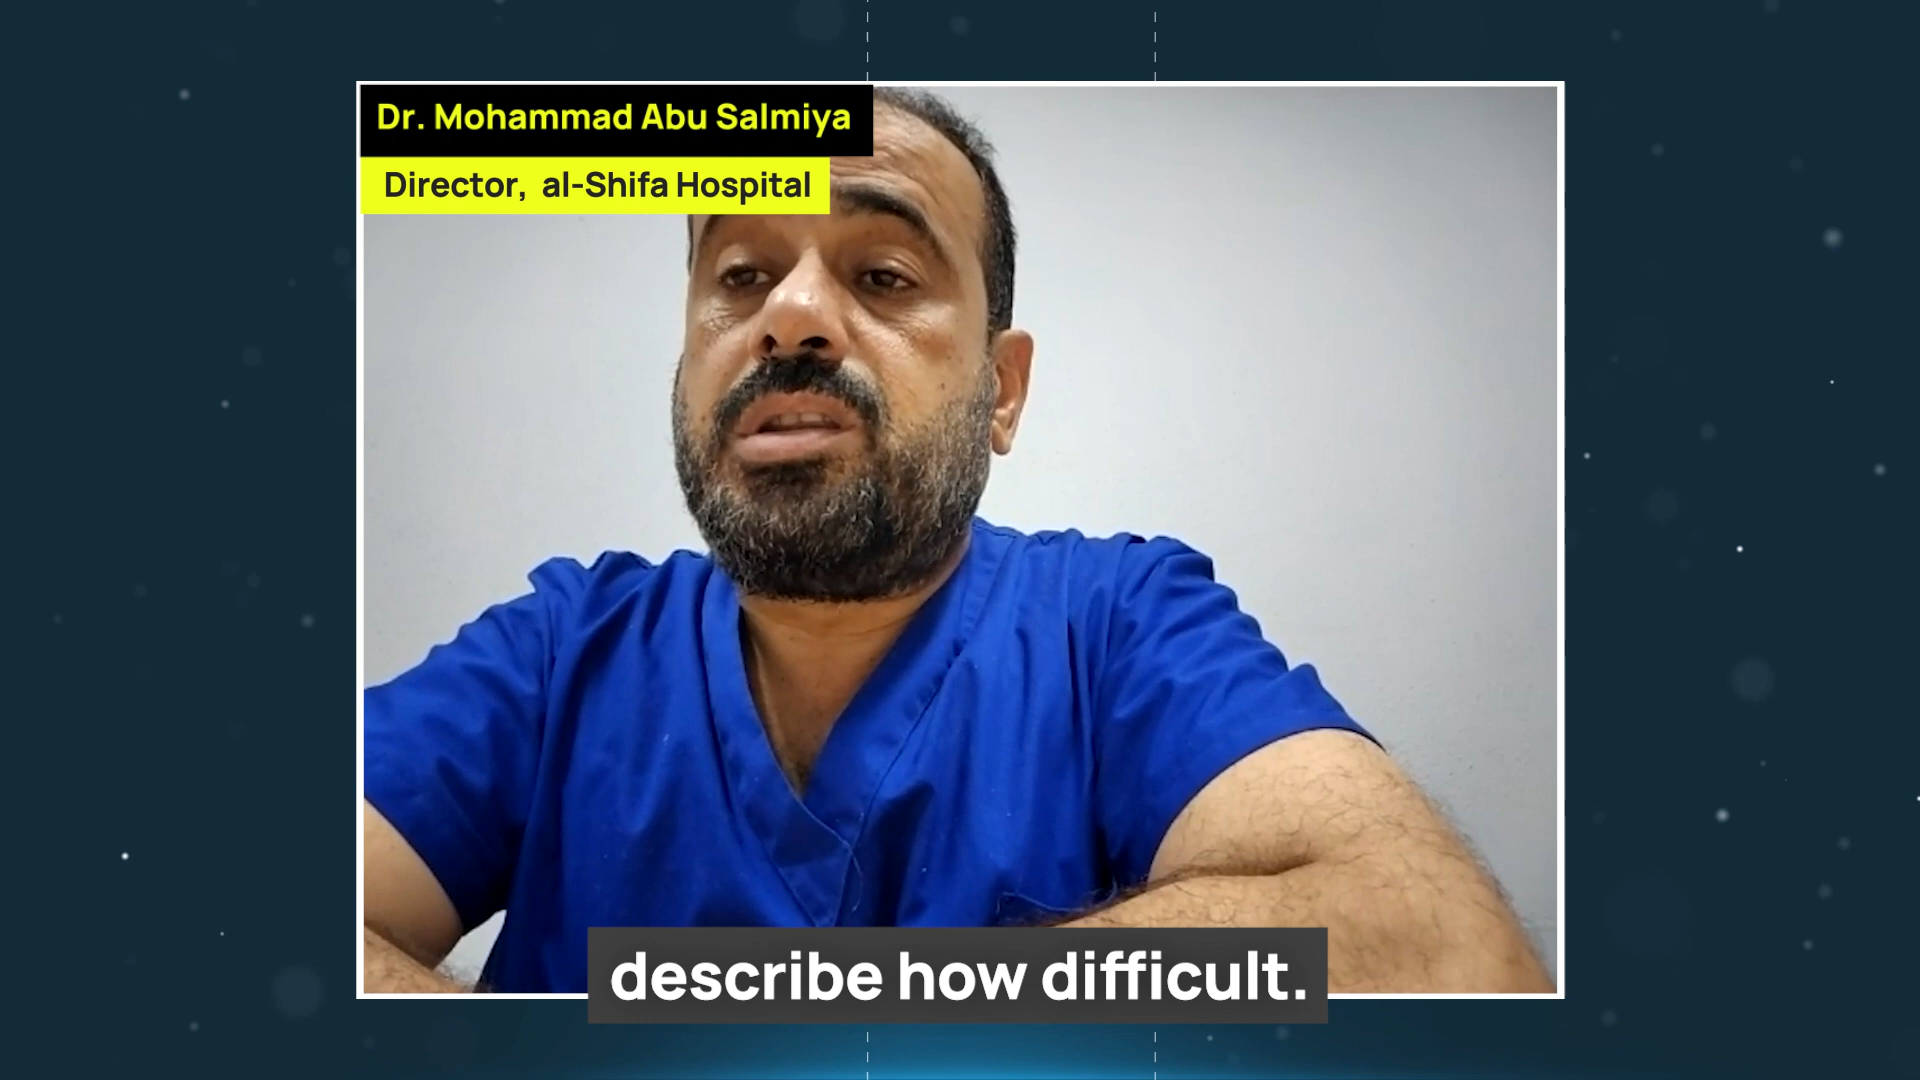 Dr. Mohammad Abu Salmiya
Director, al-Shifa Hospital
describe how difficult.